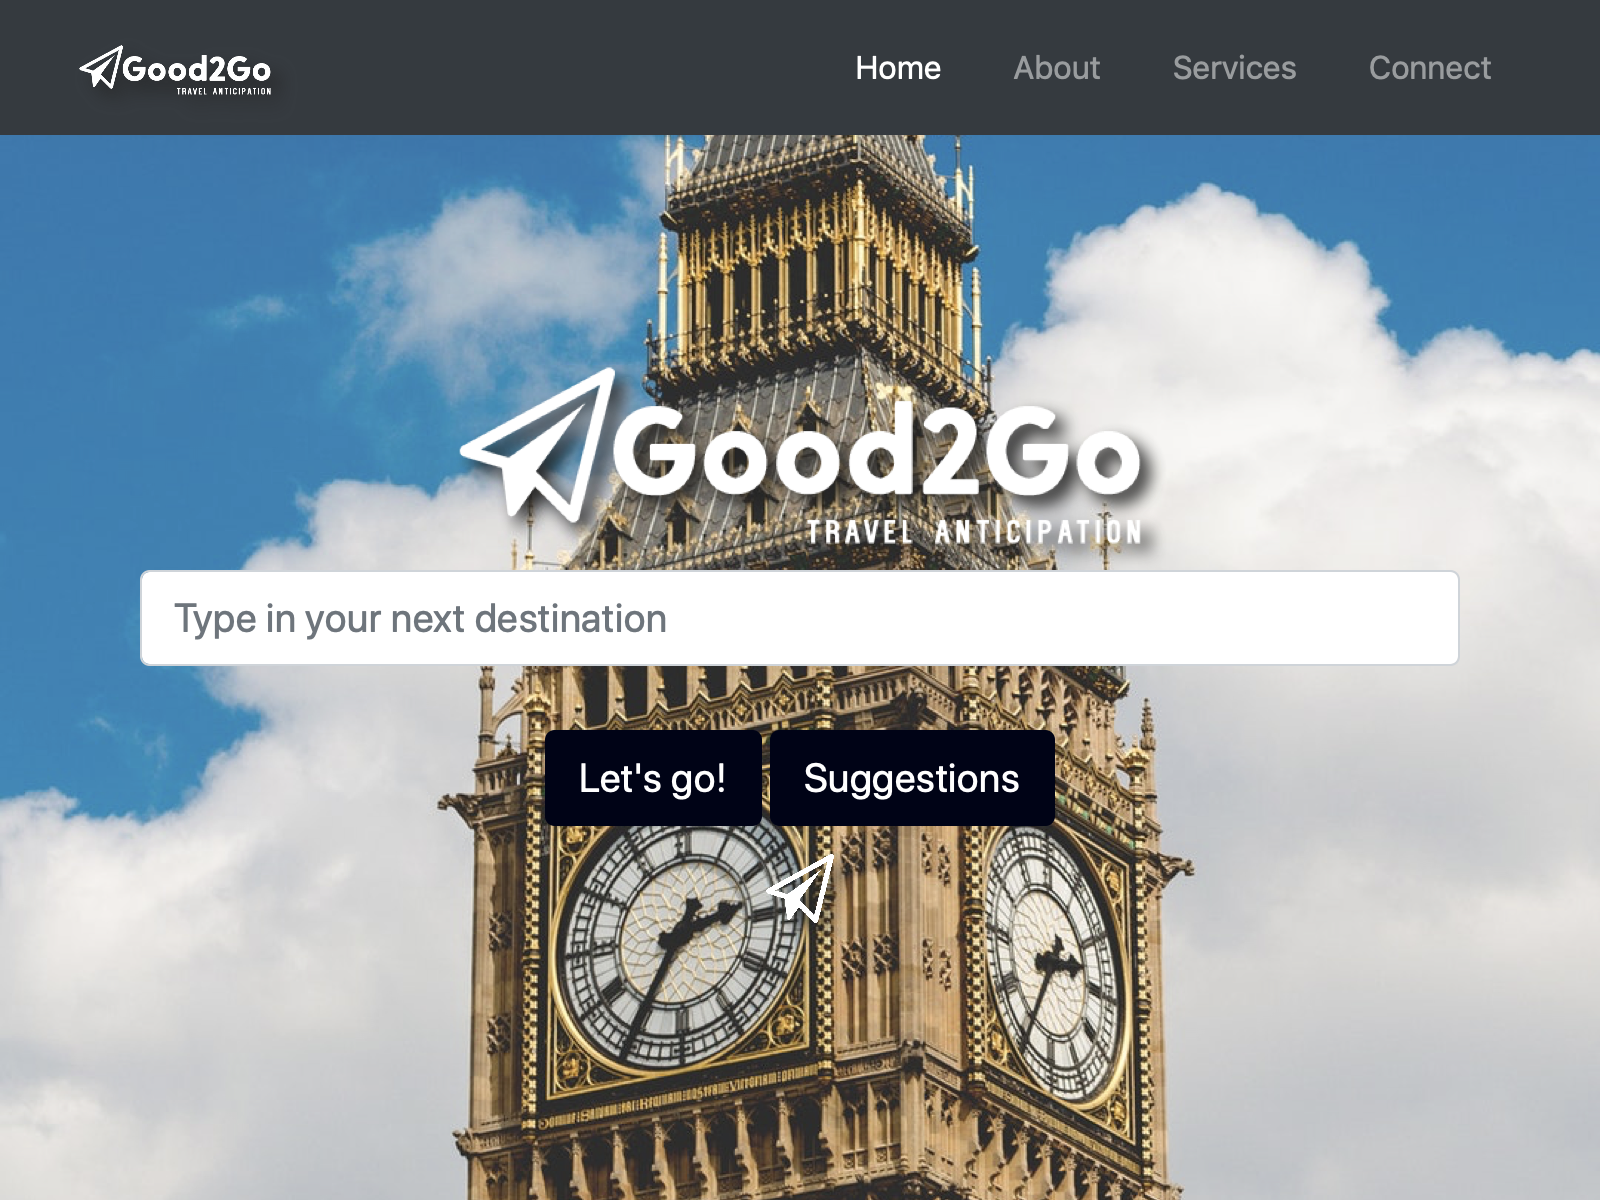 Good2Go
TRAVEL ANTICIPATION
Home About Services Connect
Good2Go
TRAVEL ANTICIPATION
Type in your next destination
Let's go! Suggestions